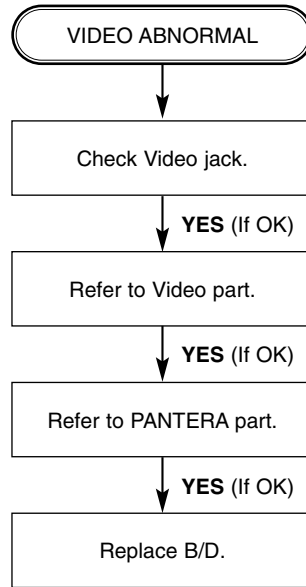 VIDEO ABNORMAL
Check Video jack.
YES (If OK)
Refer to Video part.
YES (If OK)
Refer to PANTERA part.
YES (If OK)
Replace B/D.